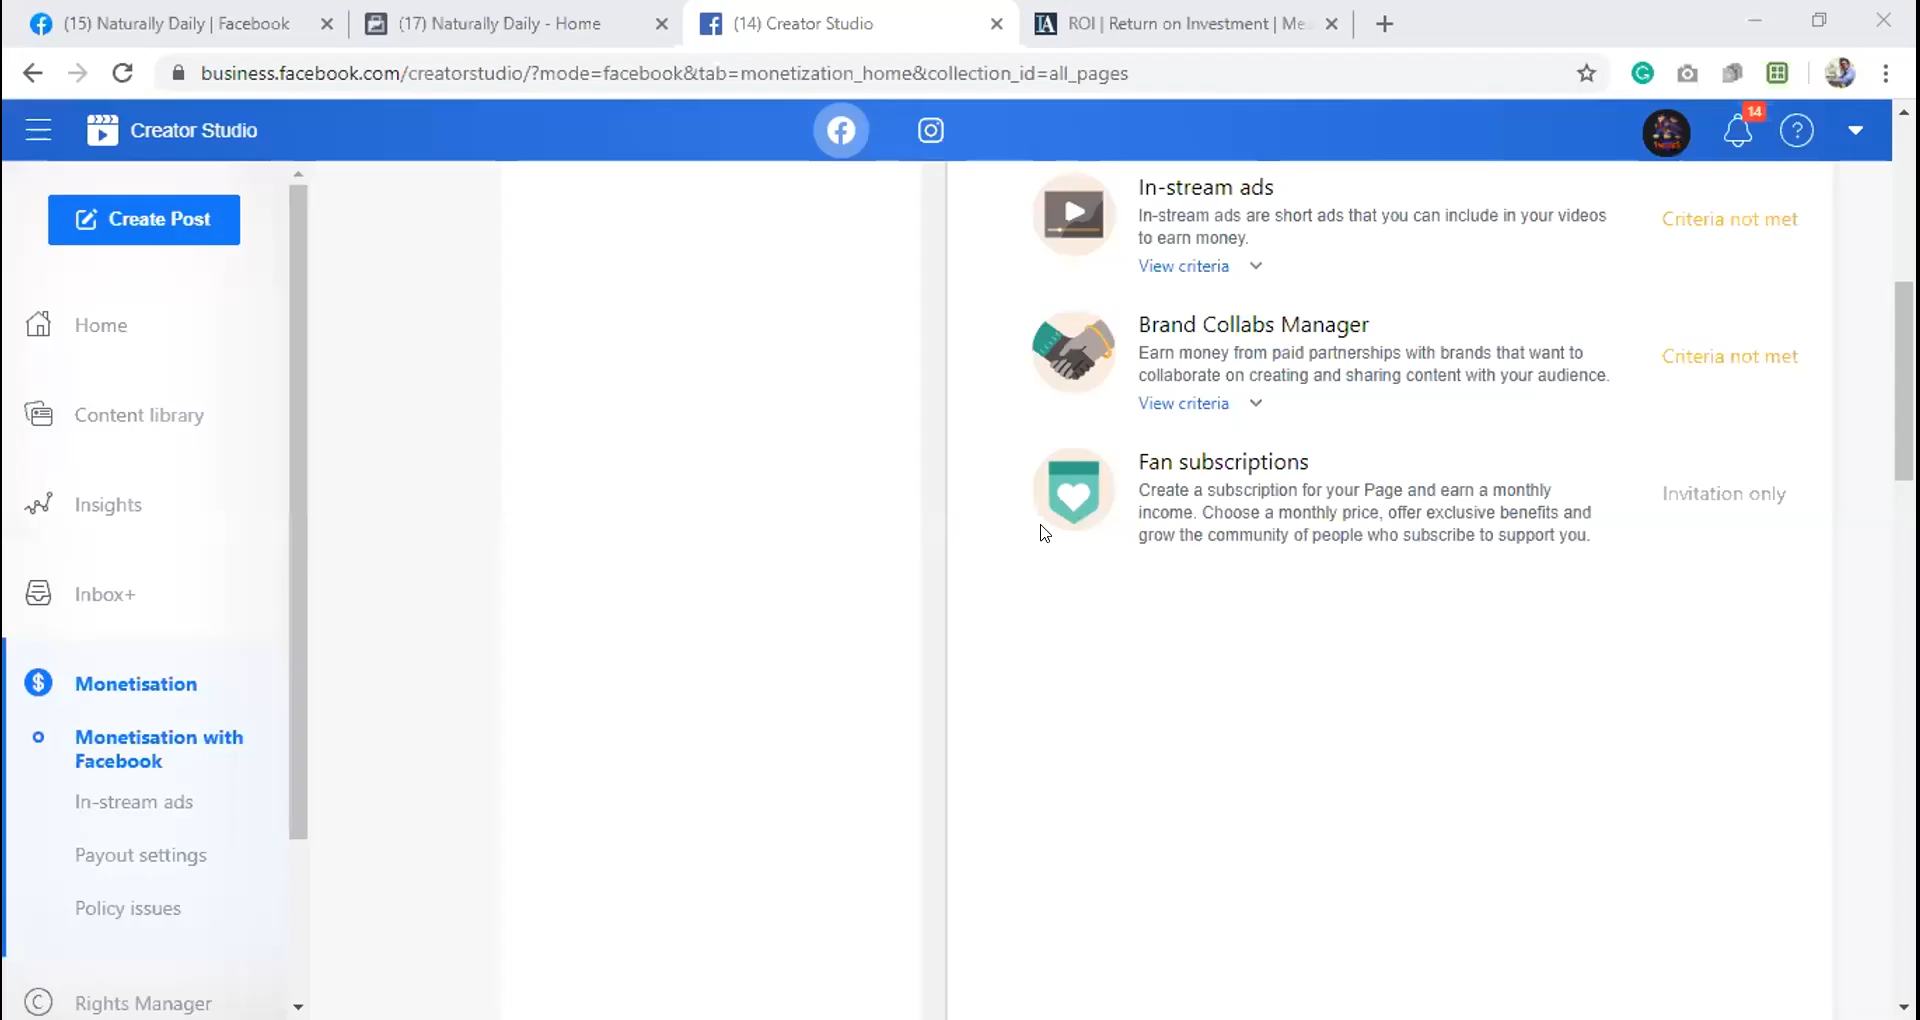 (15) Naturally Daily | Facebook
(17) Naturally Daily - Home
(14) Creator Studio
ROI | Return on Investment | Me
business.facebook.com/creatorstudio/?mode=facebook&tab=monetization_home&collection_id=all_pages
Creator Studio
14
Create Post
Home
Content library
Insights
Inbox+
Monetisation
Monetisation with
Facebook
In-stream ads
Payout settings
Policy issues
Rights Manager
In-stream ads
In-stream ads are short ads that you can include in your videos
to earn money.
View criteria
Criteria not met
Brand Collabs Manager
Earn money from paid partnerships with brands that want to
collaborate on creating and sharing content with your audience.
View criteria
Criteria not met
Fan subscriptions
Create a subscription for your Page and earn a monthly
income. Choose a monthly price, offer exclusive benefits and
grow the community of people who subscribe to support you.
Invitation only